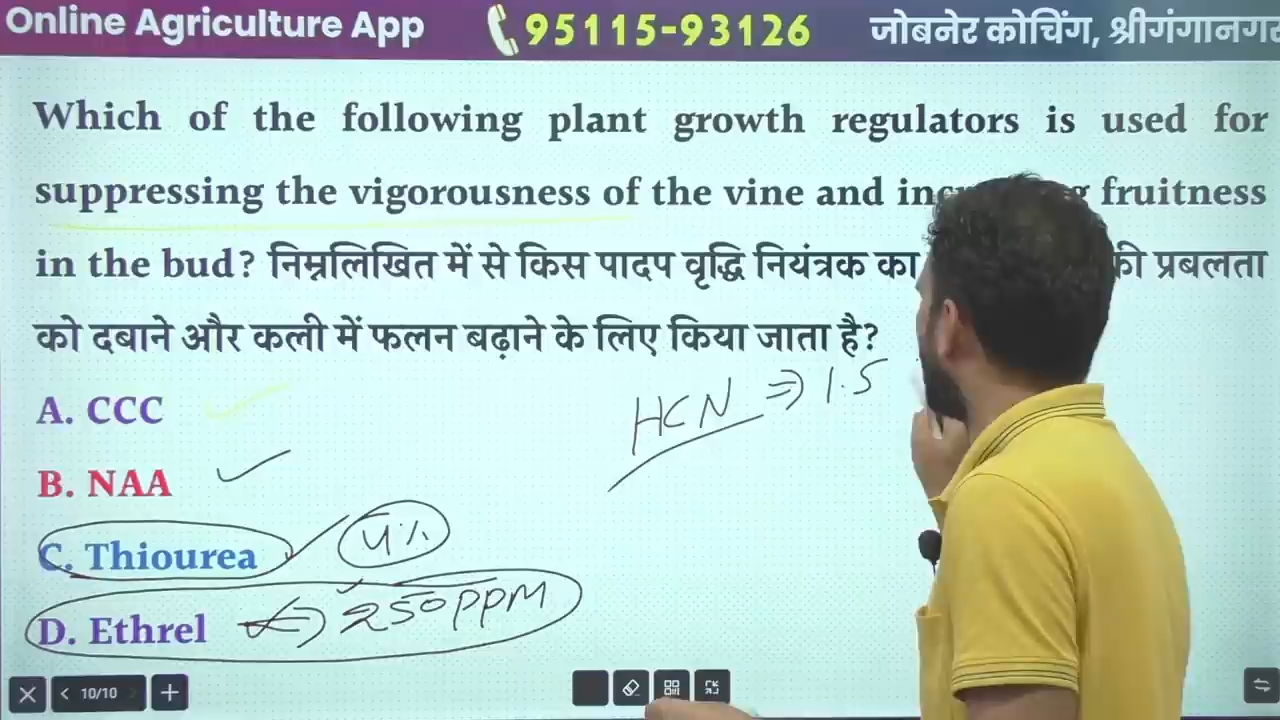 Online Agriculture App 95115-93126 जोबनेर कोचिंग, श्रीगंगानगर
Which of the following plant growth regulators is used for
suppressing the vigorousness of the vine and fruitness
in the bud? निम्नलिखित में से किस पादप वृद्धि नियंत्रक का की प्रबलता
को दबाने और कली में फलन बढ़ाने के लिए किया जाता है?
HCN ⇒ 1.5
A. CCC
B. NAA
C. Thiourea 4%
D. Ethrel 250PPM
10/10